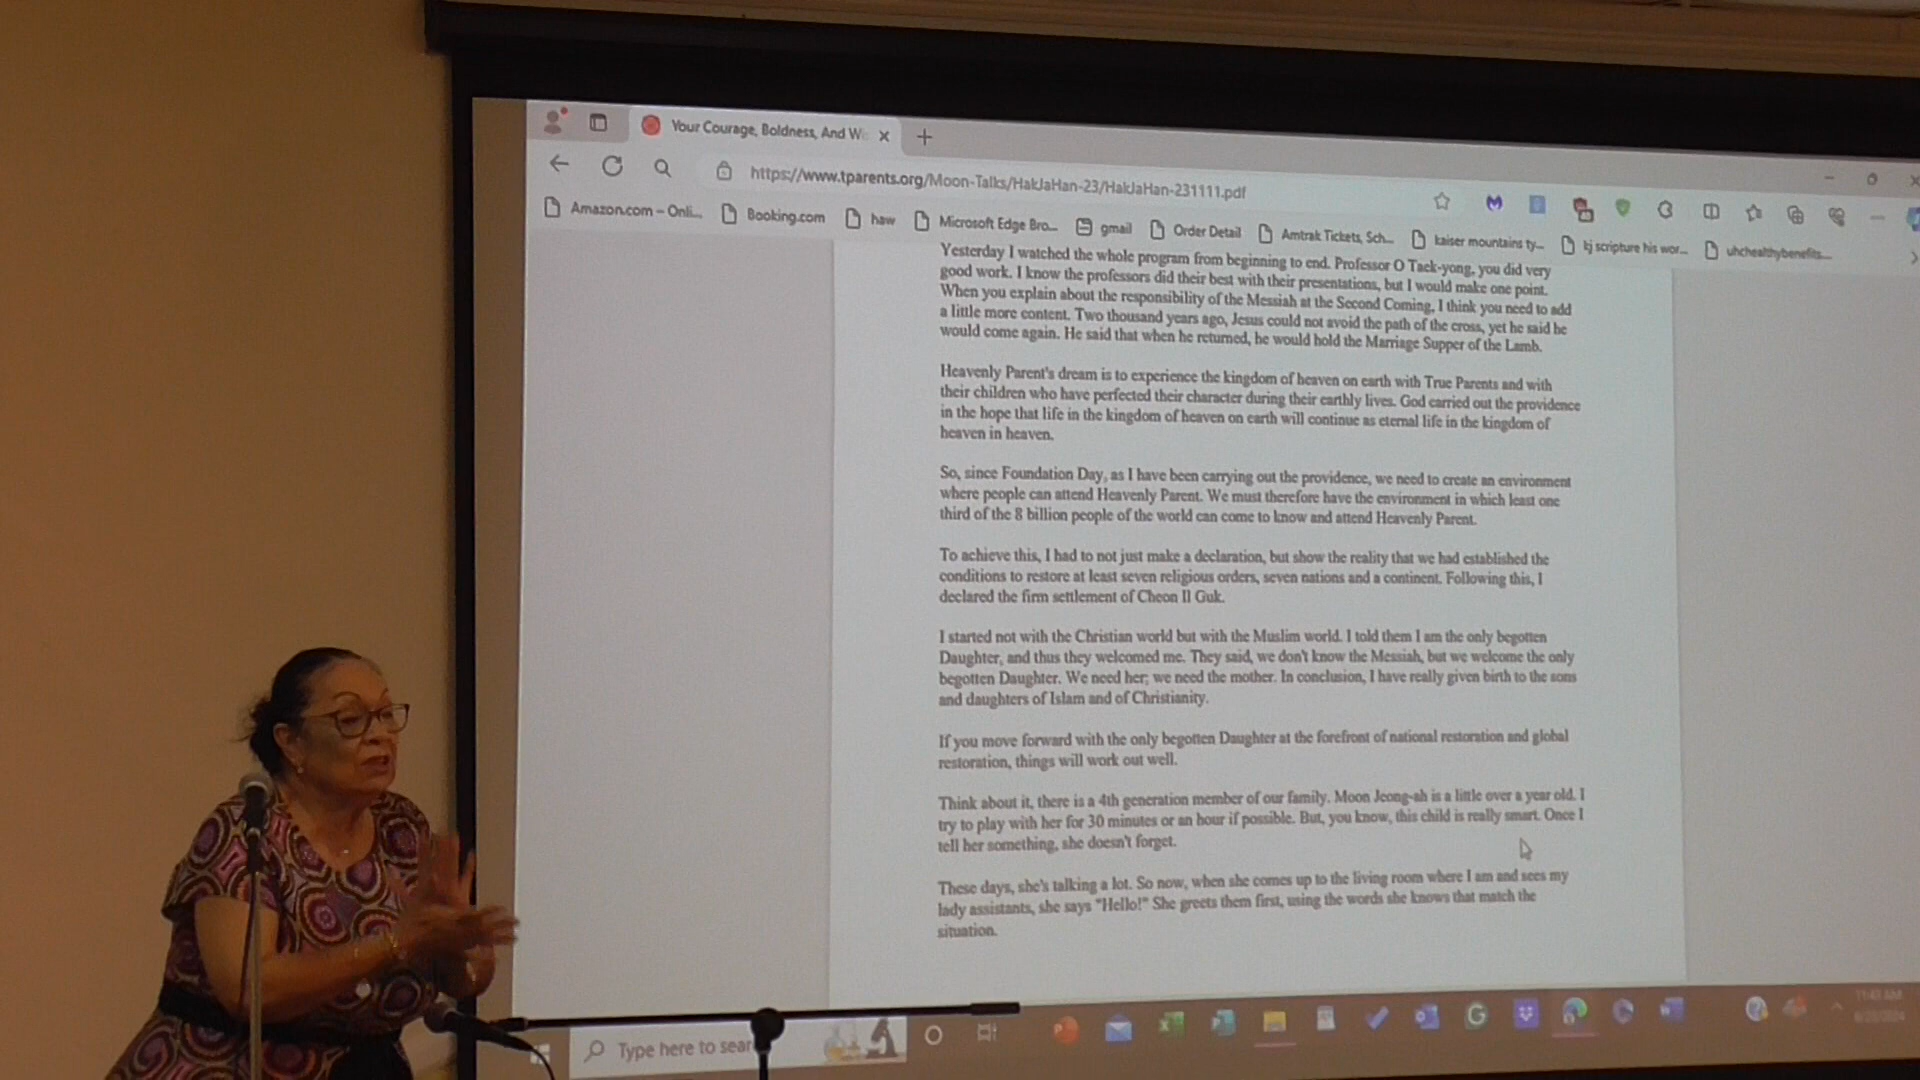 Your Courage, Boldness, And Wi
https://www.tparents.org/Moon-Talks/HakJaHan-23/HakJaHan-231111.pdf
Amazon.com – Onli... Booking.com haw Microsoft Edge Bro... gmail Order Detail Amtrak Tickets, Sch... kaiser mountains ty... kj scripture his wor... uhchealthybenefits....
Yesterday I watched the whole program from beginning to end. Professor O Taek-yong, you did very
good work. I know the professors did their best with their presentations, but I would make one point.
When you explain about the responsibility of the Messiah at the Second Coming, I think you need to add
a little more content. Two thousand years ago, Jesus could not avoid the path of the cross, yet he said he
would come again. He said that when he returned, he would hold the Marriage Supper of the Lamb.
Heavenly Parent's dream is to experience the kingdom of heaven on earth with True Parents and with
their children who have perfected their character during their earthly lives. God carried out the providence
in the hope that life in the kingdom of heaven on earth will continue as eternal life in the kingdom of
heaven in heaven.
So, since Foundation Day, as I have been carrying out the providence, we need to create an environment
where people can attend Heavenly Parent. We must therefore have the environment in which least one
third of the 8 billion people of the world can come to know and attend Heavenly Parent.
To achieve this, I had to not just make a declaration, but show the reality that we had established the
conditions to restore at least seven religious orders, seven nations and a continent. Following this, I
declared the firm settlement of Cheon Il Guk.
I started not with the Christian world but with the Muslim world. I told them I am the only begotten
Daughter, and thus they welcomed me. They said, we don't know the Messiah, but we welcome the only
begotten Daughter. We need her; we need the mother. In conclusion, I have really given birth to the sons
and daughters of Islam and of Christianity.
If you move forward with the only begotten Daughter at the forefront of national restoration and global
restoration, things will work out well.
Think about it, there is a 4th generation member of our family. Moon Jeong-ah is a little over a year old. I
try to play with her for 30 minutes or an hour if possible. But, you know, this child is really smart. Once I
tell her something, she doesn't forget.
These days, she's talking a lot. So now, when she comes up to the living room where I am and sees my
lady assistants, she says "Hello!" She greets them first, using the words she knows that match the
situation.
Type here to sear